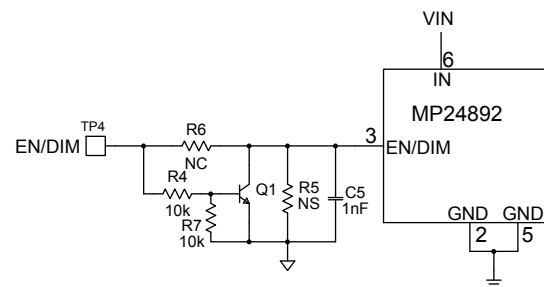 VIN
6
IN
MP24892
TP4
R6
3
EN/DIM
EN/DIM
NC
R4
Q1
R5
NS
C5
1nF
10k
R7
10k
GND
GND
2
5